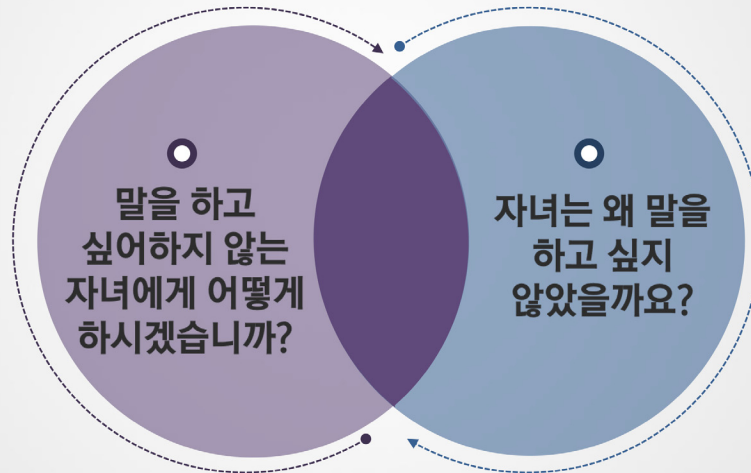 말을 하고
싶어하지 않는
자녀에게 어떻게
하시겠습니까?
자녀는 왜 말을
하고 싶지
않았을까요?